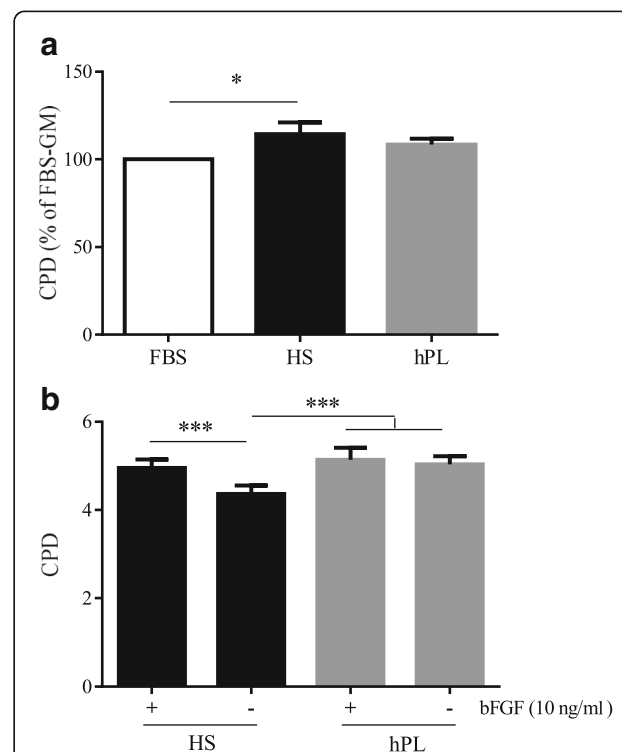 a
CPD (% of FBS-GM)
150
100
50
0
*
FBS HS hPL
b
CPD
6
4
2
0
*** ***
+ - + - bFGF (10 ng/ml)
HS hPL